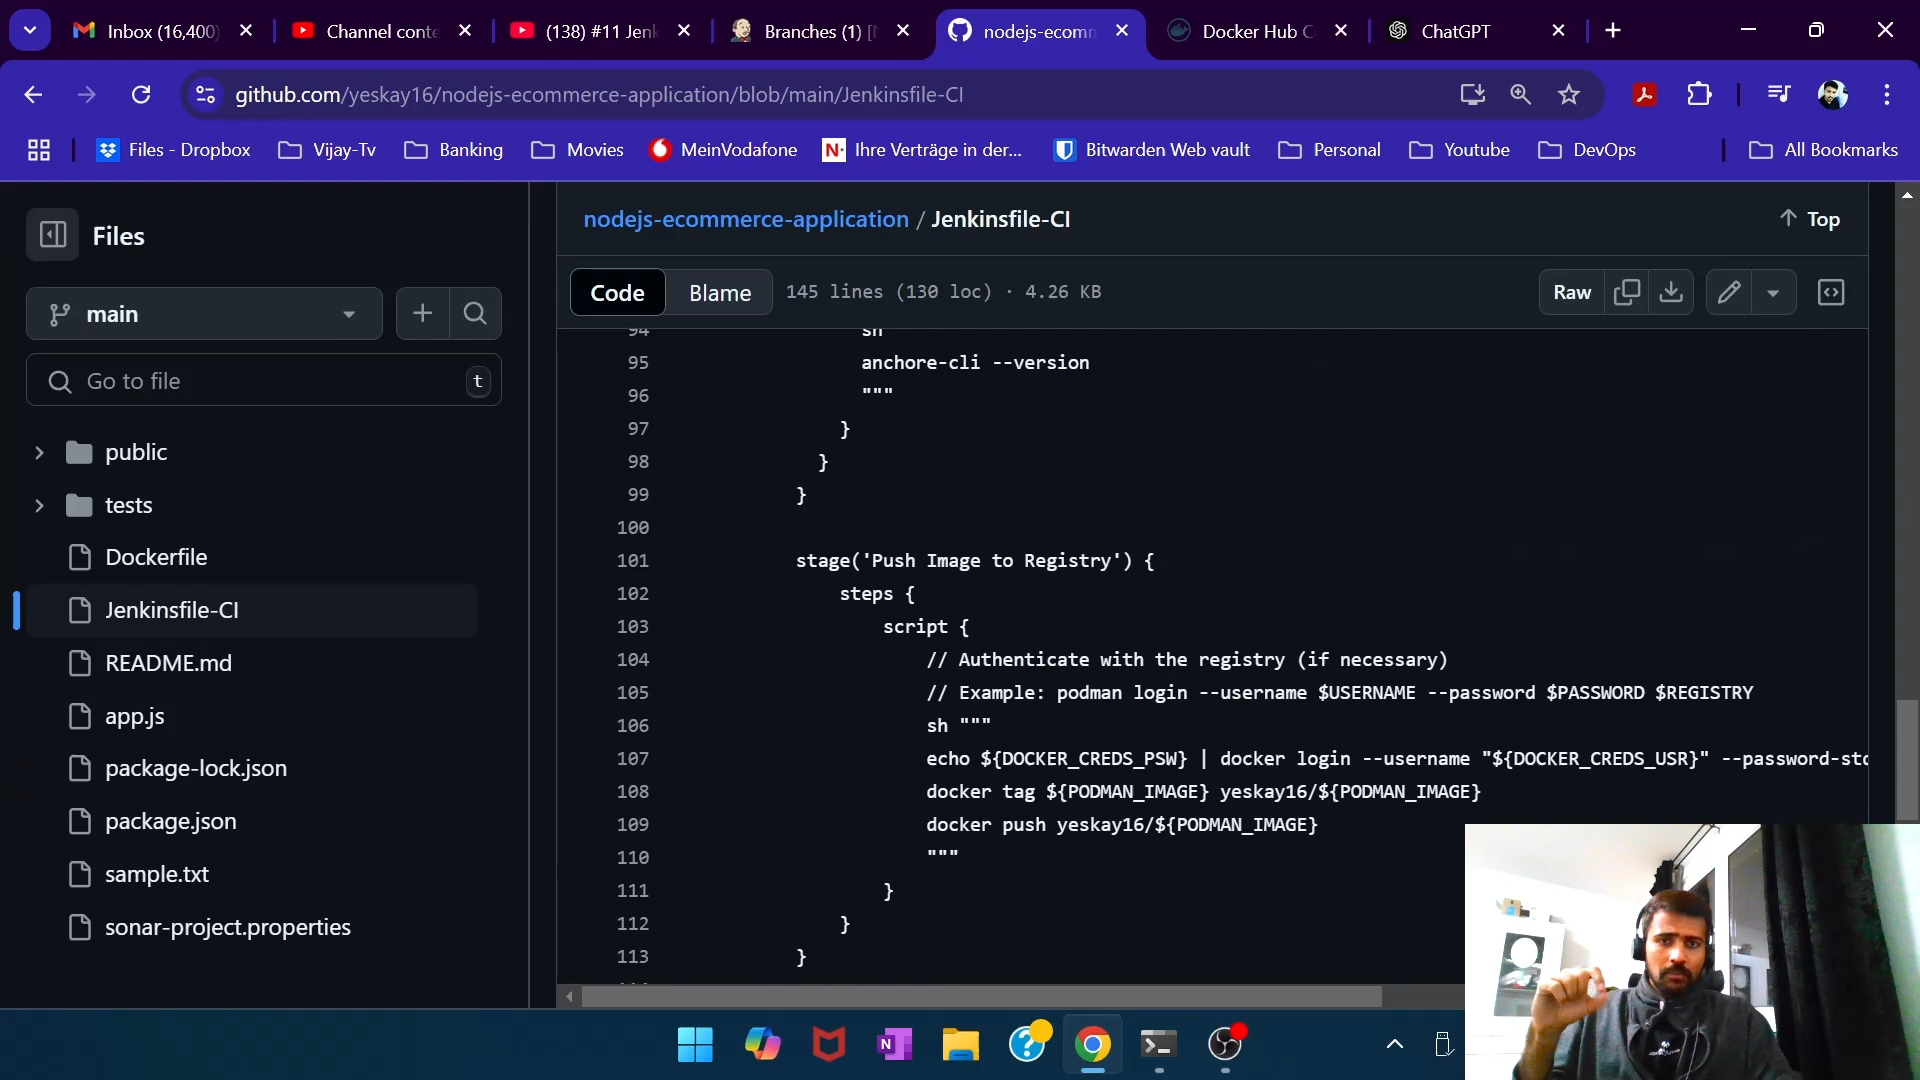 Inbox (16,400)
Channel conte
(138) #11 Jenk
Branches (1) [
nodejs-ecomm
Docker Hub C
ChatGPT
github.com/yeskay16/nodejs-ecommerce-application/blob/main/Jenkinsfile-CI
Files - Dropbox
Vijay-Tv
Banking
Movies
MeinVodafone
Ihre Verträge in der...
Bitwarden Web vault
Personal
Youtube
DevOps
All Bookmarks
Files
main
Go to file
t
public
tests
Dockerfile
Jenkinsfile-CI
README.md
app.js
package-lock.json
package.json
sample.txt
sonar-project.properties
nodejs-ecommerce-application / Jenkinsfile-CI
Top
Code
Blame
145 lines (130 loc) · 4.26 KB
Raw
94 sh
95 anchore-cli --version
96 """
97 }
98 }
99 }
100
101 stage('Push Image to Registry') {
102 steps {
103 script {
104 // Authenticate with the registry (if necessary)
105 // Example: podman login --username $USERNAME --password $PASSWORD $REGISTRY
106 sh """
107 echo ${DOCKER_CREDS_PSW} | docker login --username "${DOCKER_CREDS_USR}" --password-std
108 docker tag ${PODMAN_IMAGE} yeskay16/${PODMAN_IMAGE}
109 docker push yeskay16/${PODMAN_IMAGE}
110 """
111 }
112 }
113 }